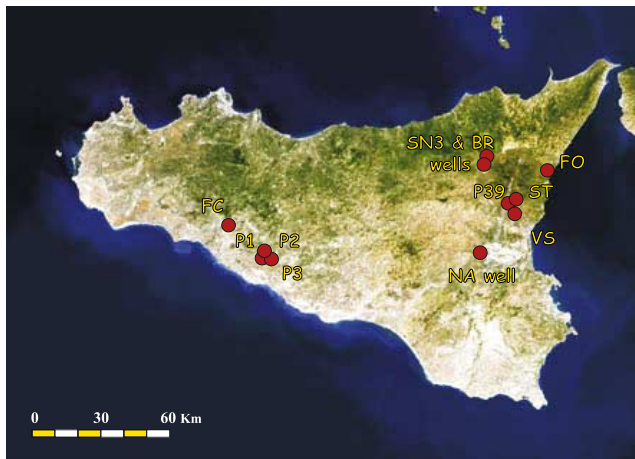 SN3 & BR
wells
FO
P39
ST
FC
P1
P2
VS
P3
NA well
0
30
60 Km